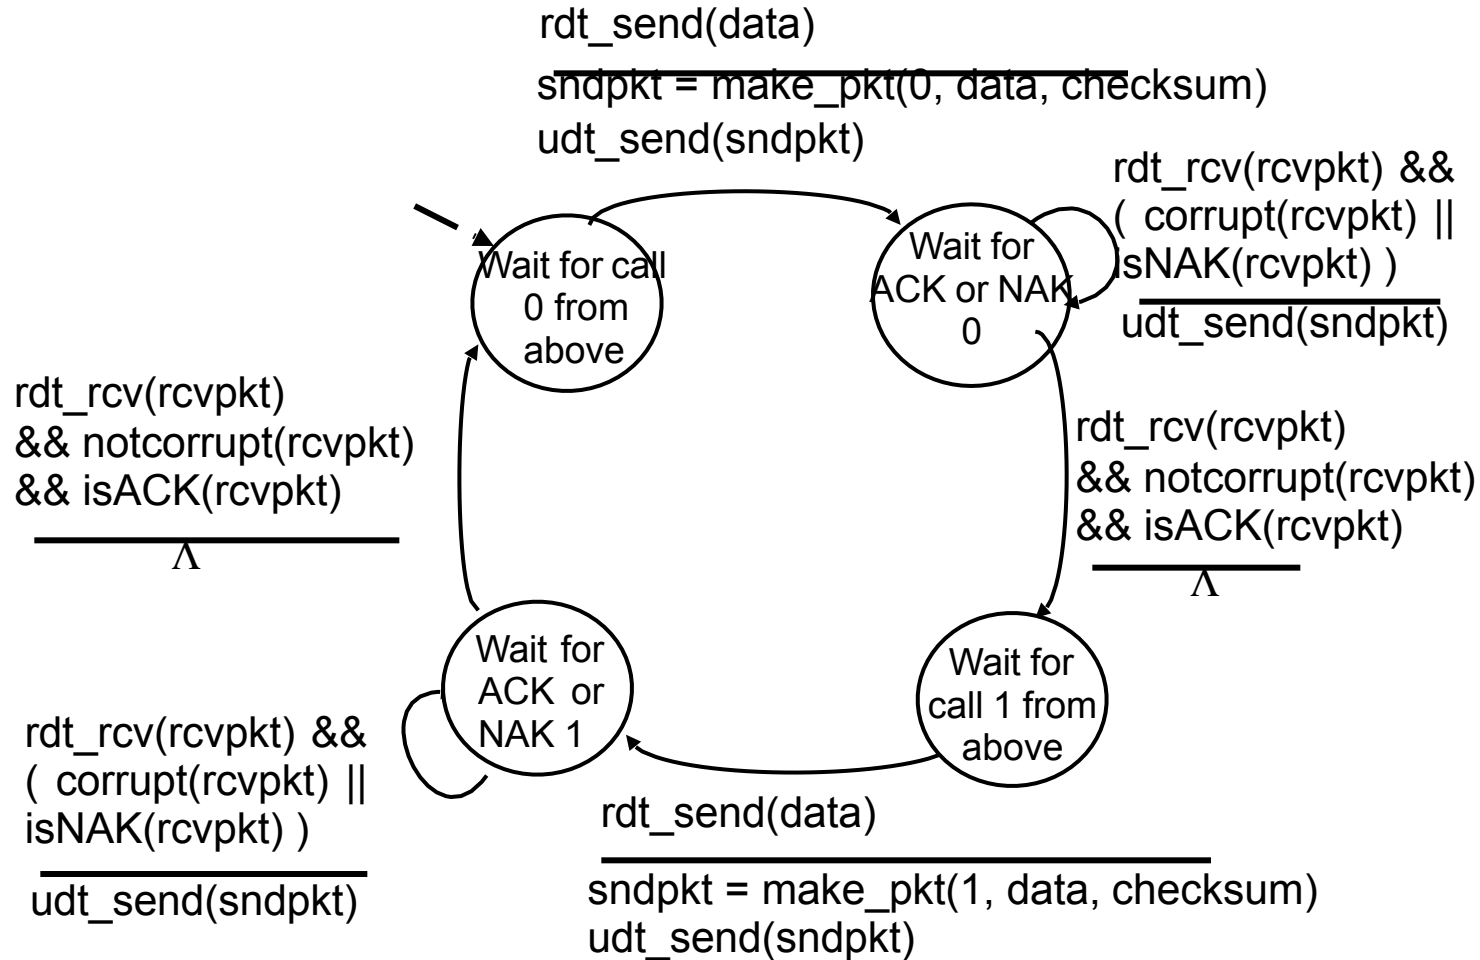 rdt_send(data)
sndpkt = make_pkt(0, data, checksum)
udt_send(sndpkt)
rdt_rcv(rcvpkt) &&
( corrupt(rcvpkt) ||
isNAK(rcvpkt) )
udt_send(sndpkt)
Wait for call
0 from
above
Wait for
ACK or NAK
0
rdt_rcv(rcvpkt)
&& notcorrupt(rcvpkt)
&& isACK(rcvpkt)
Λ
rdt_rcv(rcvpkt)
&& notcorrupt(rcvpkt)
&& isACK(rcvpkt)
Λ
Wait for
ACK or
NAK 1
Wait for
call 1 from
above
rdt_rcv(rcvpkt) &&
( corrupt(rcvpkt) ||
isNAK(rcvpkt) )
udt_send(sndpkt)
rdt_send(data)
sndpkt = make_pkt(1, data, checksum)
udt_send(sndpkt)